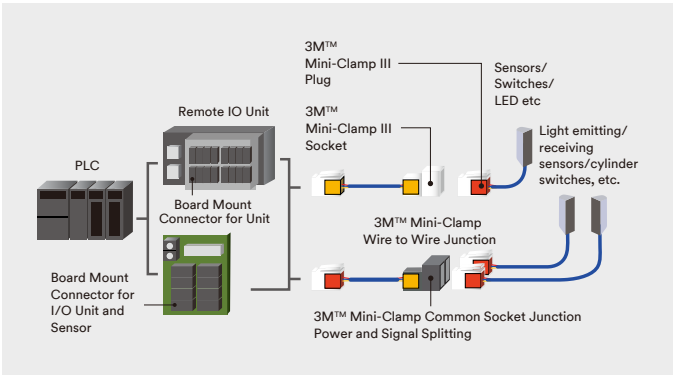 3M™
Mini-Clamp III
Plug
Sensors/
Switches/
LED etc
Remote IO Unit
3M™
Mini-Clamp III
Socket
Light emitting/
receiving
sensors/cylinder
switches, etc.
PLC
Board Mount
Connector for Unit
3M™ Mini-Clamp
Wire to Wire Junction
Board Mount
Connector for
I/O Unit and
Sensor
3M™ Mini-Clamp Common Socket Junction
Power and Signal Splitting